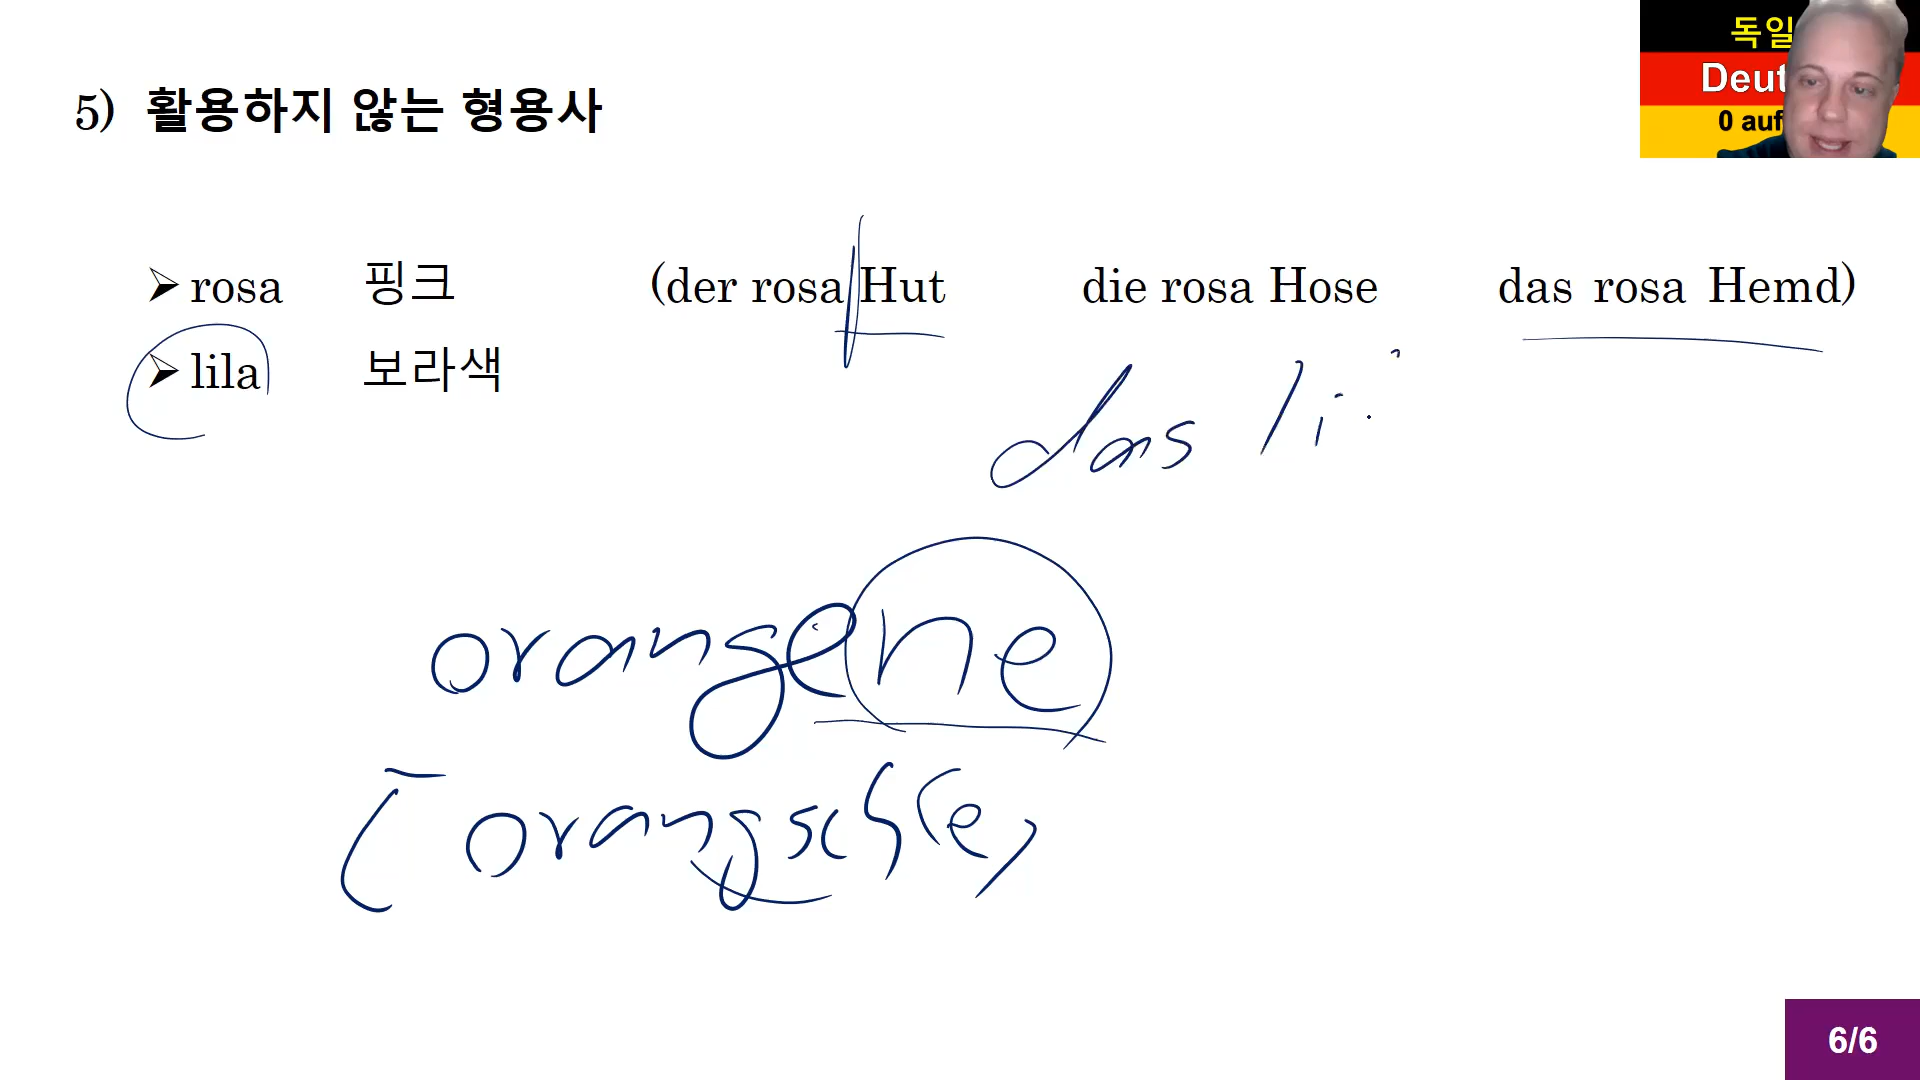 독일
Deut
0 auf
5) 활용하지 않는 형용사
➢ rosa 핑크 (der rosa Hut die rosa Hose das rosa Hemd)
➢ lila 보라색
das li
orangene
orangsch(e)
6/6